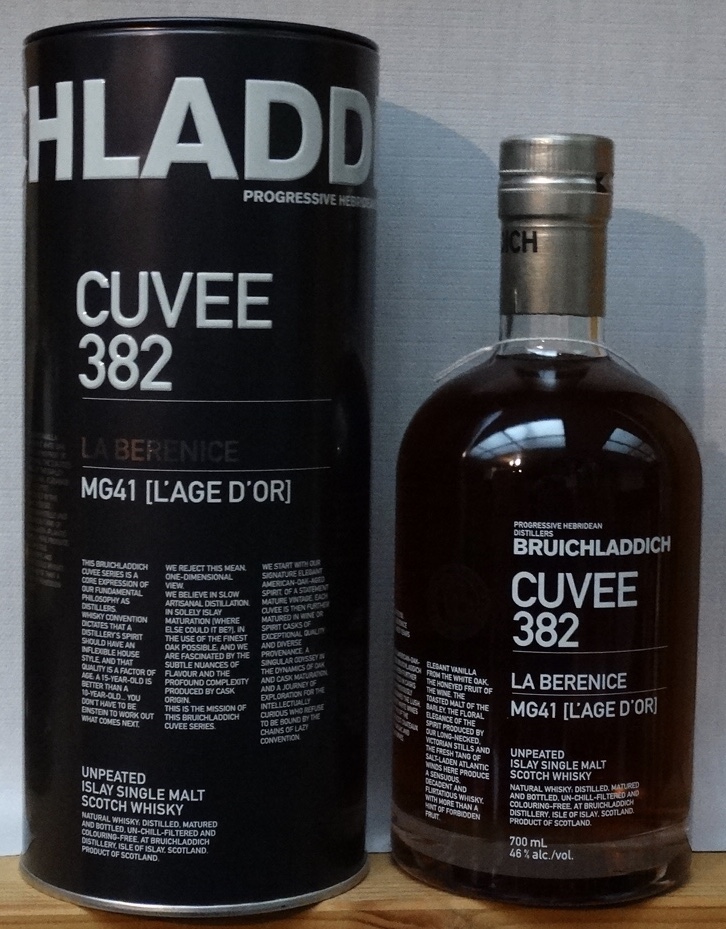 HLADD
PROGRESSIVE HEBRIDEAN
CUVEE
382
LA BERENICE
MG41 [L'AGE D'OR]
THIS BRUICHLADDICH
CUVEE SERIES IS A
CORE EXPRESSION OF
OUR FUNDAMENTAL
PHILOSOPHY AS
DISTILLERS.
WHISKY CONVENTION
DICTATES THAT A
DISTILLERY'S SPIRIT
SHOULD HAVE AN
INFLEXIBLE HOUSE
STYLE, AND THAT
QUALITY IS A FACTOR OF
AGE. A 15-YEAR-OLD IS
BETTER THAN A
10-YEAR-OLD... YOU
DON'T HAVE TO BE
EINSTEIN TO WORK OUT
WHAT COMES NEXT.
WE REJECT THIS MEAN,
ONE-DIMENSIONAL
VIEW.
WE BELIEVE IN SLOW
ARTISANAL DISTILLATION.
IN SOLELY ISLAY
MATURATION (WHERE
ELSE COULD IT BE?), IN
THE USE OF THE FINEST
OAK POSSIBLE. AND WE
ARE FASCINATED BY THE
SUBTLE NUANCES OF
FLAVOUR AND THE
PROFOUND COMPLEXITY
PRODUCED BY CASK
ORIGIN.
THIS IS THE MISSION OF
THIS BRUICHLADDICH
CUVEE SERIES.
WE START WITH OUR
SIGNATURE ELEGANT
AMERICAN-OAK-AGED
SPIRIT OF A STATEMENT
MATURE VINTAGE. EACH
CUVEE IS THEN FURTHER
MATURED IN WINE OR
SPIRIT CASKS OF
EXCEPTIONAL QUALITY
AND DIVERSE
PROVENANCE. A
SINGULAR ODYSSEY IN
THE DYNAMICS OF OAK
AND CASK MATURATION,
AND A JOURNEY OF
EXPLORATION FOR THE
INTELLECTUALLY
CURIOUS WHO REFUSE
TO BE BOUND BY THE
CHAINS OF LAZY
CONVENTION.
UNPEATED
ISLAY SINGLE MALT
SCOTCH WHISKY
NATURAL WHISKY. DISTILLED, MATURED
AND BOTTLED, UN-CHILL-FILTERED AND
COLOURING-FREE, AT BRUICHLADDICH
DISTILLERY, ISLE OF ISLAY, SCOTLAND.
PRODUCT OF SCOTLAND.
ICH
PROGRESSIVE HEBRIDEAN
DISTILLERS
BRUICHLADDICH
CUVEE
382
LA BERENICE
MG41 [L'AGE D'OR]
ELEGANT VANILLA
FROM THE WHITE OAK,
THE HONEYED FRUIT OF
THE WINE, THE
TOASTED MALT OF THE
BARLEY, THE FLORAL
ELEGANCE OF THE
SPIRIT PRODUCED BY
OUR LONG-NECKED,
VICTORIAN STILLS AND
THE FRESH TANG OF
SALT-LADEN ATLANTIC
WINDS HERE PRODUCE
A SENSUOUS,
DECADENT AND
FLIRTATIOUS WHISKY.
WITH MORE THAN A
HINT OF FORBIDDEN
FRUIT.
UNPEATED
ISLAY SINGLE MALT
SCOTCH WHISKY
NATURAL WHISKY. DISTILLED, MATURED
AND BOTTLED, UN-CHILL-FILTERED AND
COLOURING-FREE, AT BRUICHLADDICH
DISTILLERY, ISLE OF ISLAY, SCOTLAND.
PRODUCT OF SCOTLAND.
700 mL
46 % alc./vol.